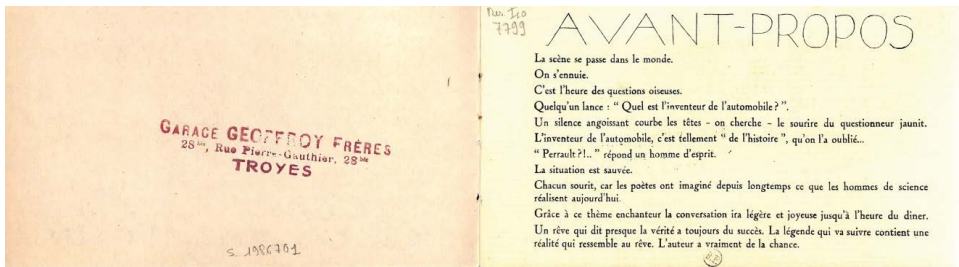 GARAGE GEOFFROY FRÈRES
28 bis, Rue Pierre-Gauthier, 28 bis
TROYES
S. 1986701
7799
AVANT-PROPOS
La scène se passe dans le monde.
On s'ennuie.
C'est l'heure des questions oiseuses.
Quelqu'un lance : “ Quel est l'inventeur de l'automobile ? ”.
Un silence angoissant courbe les têtes - on cherche - le sourire du questionneur jaunit.
L'inventeur de l'automobile, c'est tellement “ de l'histoire ”, qu'on l'a oublié...
“ Perrault ?!.. ” répond un homme d'esprit.
La situation est sauvée.
Chacun sourit, car les poètes ont imaginé depuis longtemps ce que les hommes de science
réalisent aujourd'hui.
Grâce à ce thème enchanteur la conversation ira légère et joyeuse jusqu'à l'heure du dîner.
Un rêve qui dit presque la vérité a toujours du succès. La légende qui va suivre contient une
réalité qui ressemble au rêve. L'auteur a vraiment de la chance.